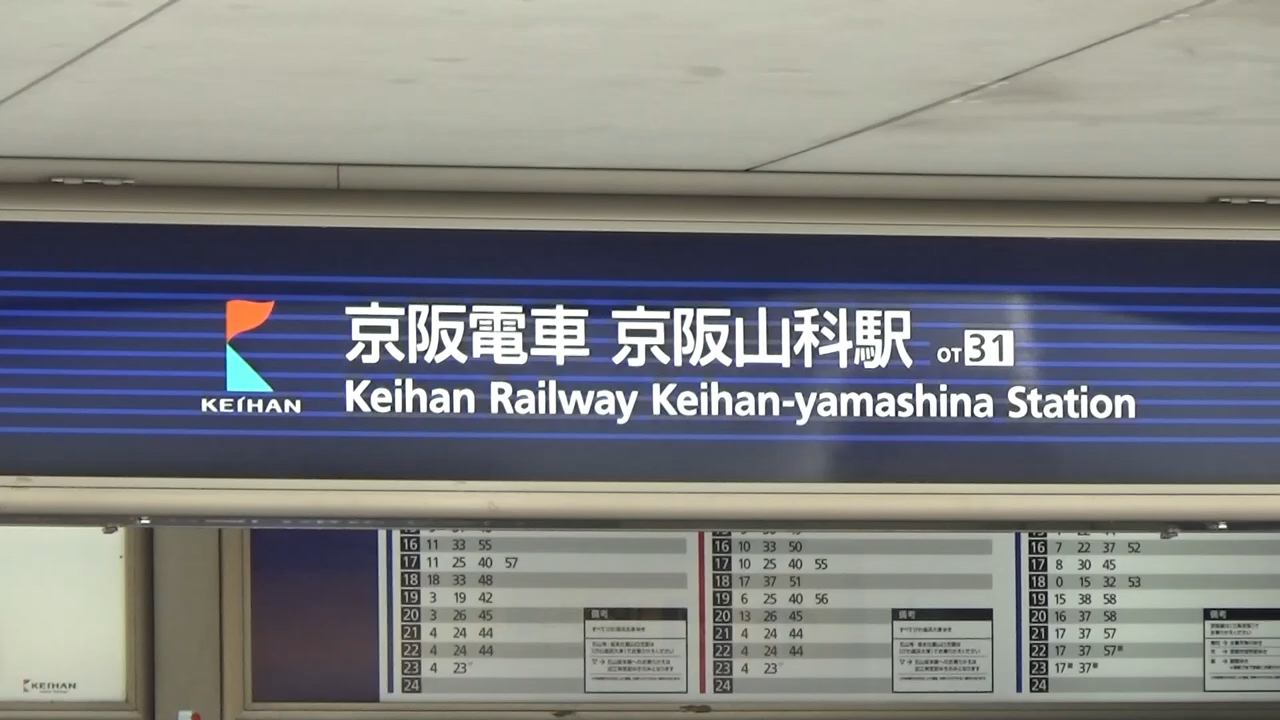 京阪電車 京阪山科駅 OT31
KEIHAN
Keihan Railway Keihan-yamashina Station
16 11 33 55
17 11 25 40 57
18 18 33 48
19 3 19 42
20 3 26 45
21 4 24 44
22 4 24 44
23 4 23
24
備考
16 10 33 50
17 10 25 40 55
18 17 37 51
19 6 25 40 56
20 13 26 45
21 4 24 44
22 4 24 44
23 4 23
24
備考
16 7 22 37 52
17 8 30 45
18 0 15 32 53
19 15 38 58
20 16 37 58
21 17 37 57
22 17 37 57
23 17 37
24
備考
KEIHAN